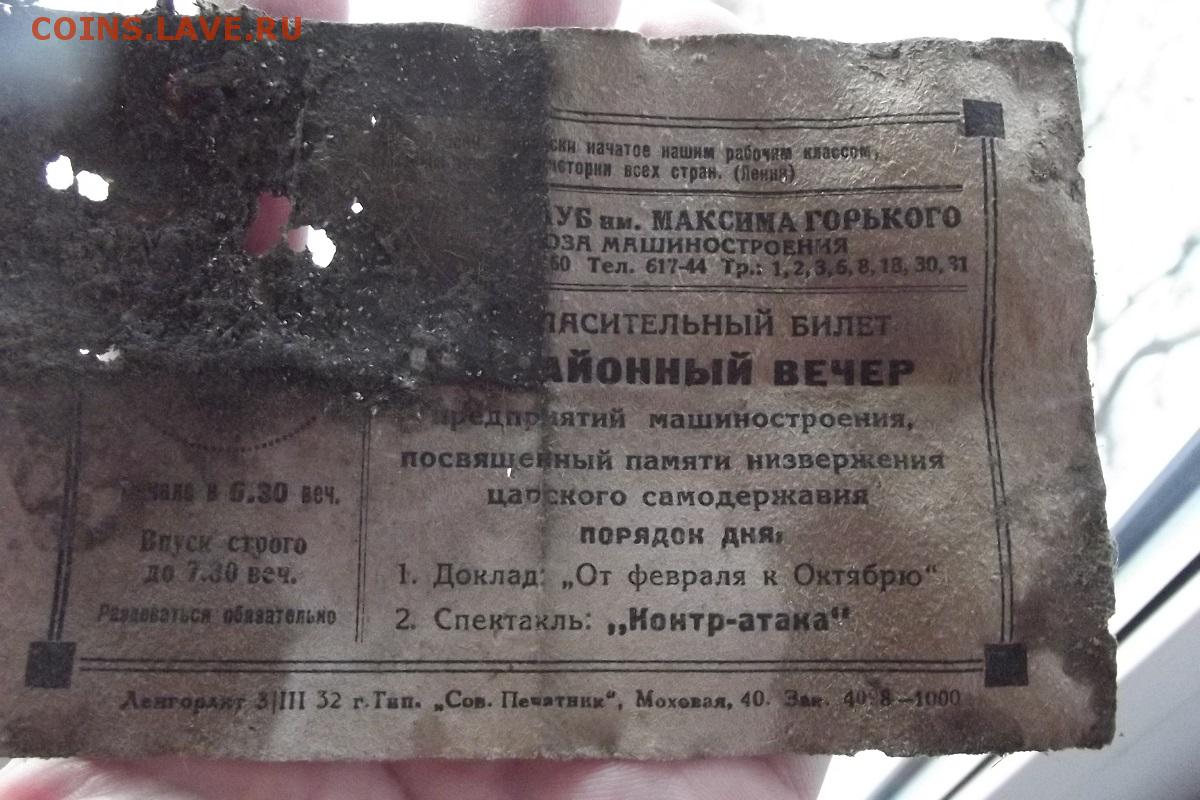 COINS.LAVE.RU
ски начатое нашим рабочим классом,
истории всех стран. (Ленин)
УБ им. МАКСИМА ГОРЬКОГО
ОЗА МАШИНОСТРОЕНИЯ
60 Тел. 617-44 Тр.: 1, 2, 3, 6, 8, 18, 30, 31
ЛАСИТЕЛЬНЫЙ БИЛЕТ
АЙОННЫЙ ВЕЧЕР
предприятий машиностроения,
посвященный памяти низвержения
царского самодержавия
ПОРЯДОК ДНЯ:
1. Доклад: „От февраля к Октябрю“
2. Спектакль: „Контр-атака“
Начало в 6.30 веч.
Впуск строго
до 7.30 веч.
Раздеваться обязательно
Ленгорлит 3/III 32 г. Тип. „Сов. Печатник“, Моховая, 40. Зак. 8—1000